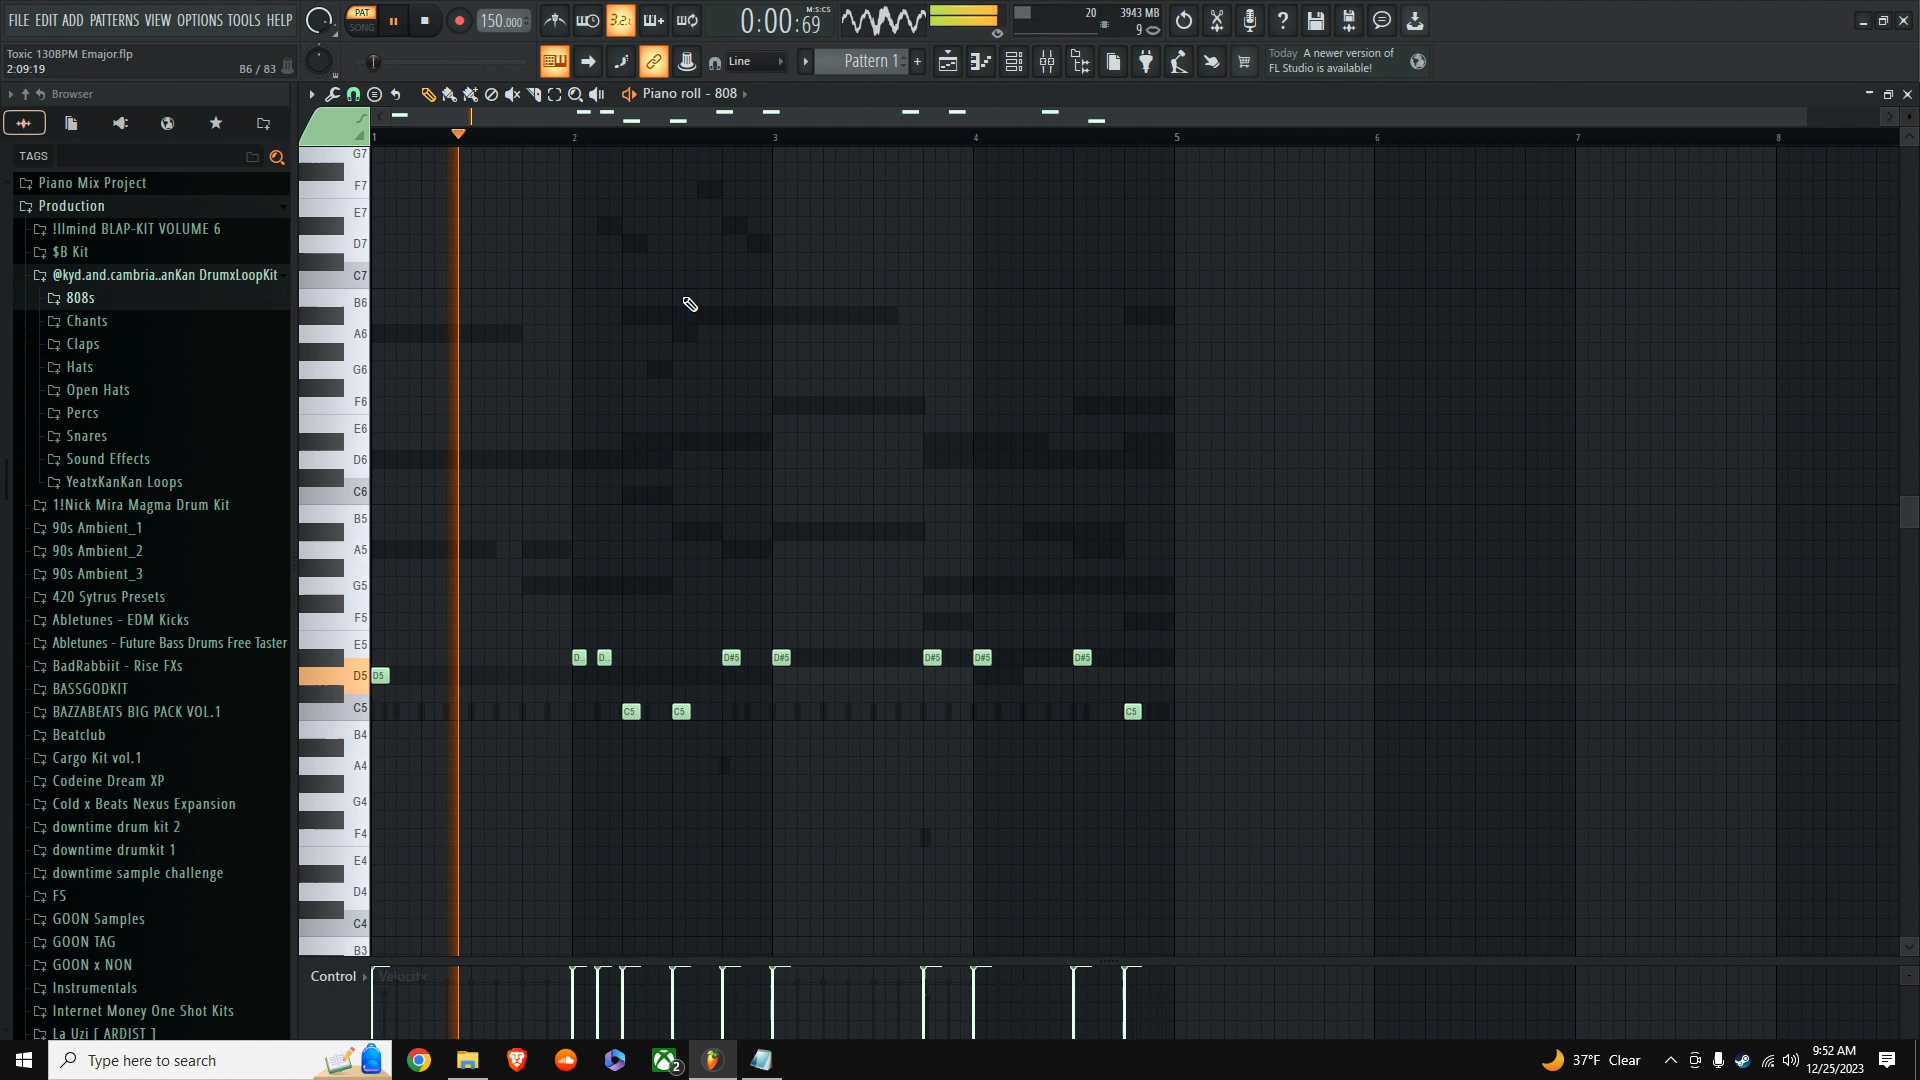 FILE EDIT ADD PATTERNS VIEW OPTIONS TOOLS HELP
PAT
SONG
150.000
3.2.
0:00:69
M:S:CS
20
3943 MB
9
Toxic 130BPM Emajor.flp
2:09:19
B6 / 83
Line
Pattern 1
+
Today A newer version of
FL Studio is available!
Browser
Piano roll - 808
TAGS
Piano Mix Project
Production
!Ilmind BLAP-KIT VOLUME 6
$B Kit
@kyd.and.cambria..anKan DrumxLoopKit
808s
Chants
Claps
Hats
Open Hats
Percs
Snares
Sound Effects
YeatxKanKan Loops
1!Nick Mira Magma Drum Kit
90s Ambient_1
90s Ambient_2
90s Ambient_3
420 Sytrus Presets
Abletunes - EDM Kicks
Abletunes - Future Bass Drums Free Taster
BadRabbiit - Rise FXs
BASSGODKIT
BAZZABEATS BIG PACK VOL.1
Beatclub
Cargo Kit vol.1
Codeine Dream XP
Cold x Beats Nexus Expansion
downtime drum kit 2
downtime drumkit 1
downtime sample challenge
FS
GOON Samples
GOON TAG
GOON x NON
Instrumentals
Internet Money One Shot Kits
La Uzi [ ARDIST ]
1 2 3 4 5 6 7 8
G7
F7
E7
D7
C7
B6
A6
G6
F6
E6
D6
C6
B5
A5
G5
F5
E5
D.. D.. D#5 D#5 D#5 D#5 D#5
D5 D5
C5 C5 C5 C5
B4
A4
G4
F4
E4
D4
C4
B3
Control Velocity
Type here to search
2
37°F Clear
9:52 AM
12/25/2023